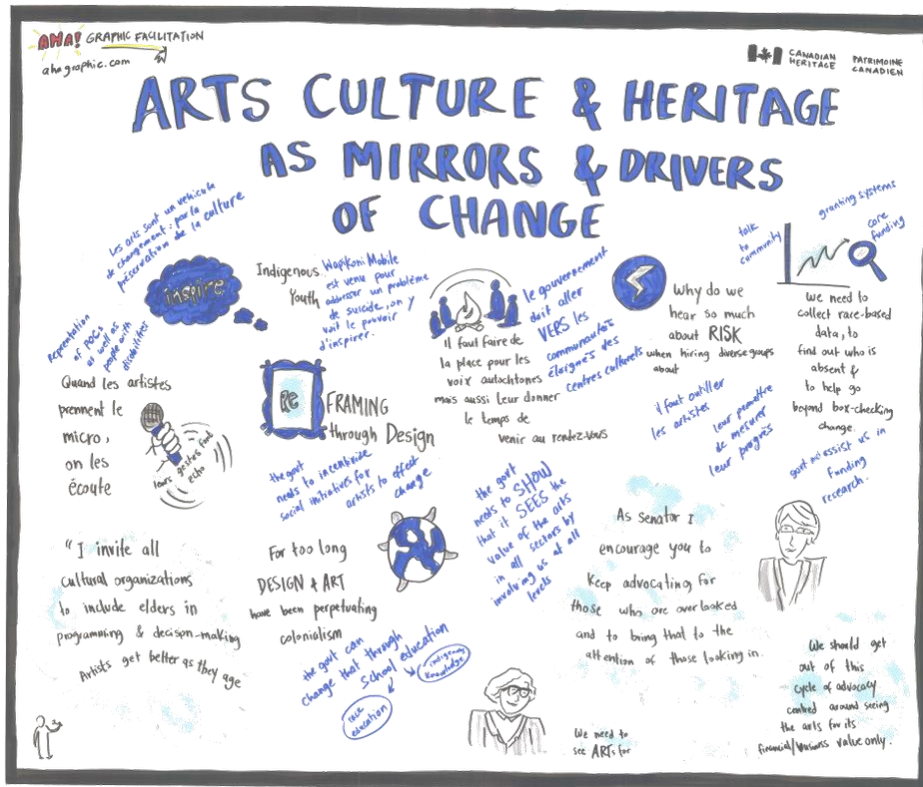 AHA! GRAPHIC FACILITATION
ahagraphic.com
CANADIAN
HERITAGE
PATRIMOINE
CANADIEN
ARTS CULTURE & HERITAGE
AS MIRRORS & DRIVERS
OF CHANGE
Les arts sont un vehicule
de changement: par la
préservation de la culture
inspire
Representation
of POCs
as well as
people with
disabilities
Quand les artistes
prennent le
micro,
on les
écoute
leurs gestes font
echo
Indigenous
Youth
Wapikoni Mobile
est venu pour
addresser un problème
de suicide, on y
voit le pouvoir
d'inspirer.
Re
FRAMING
through Design
the govt
needs to incentivize
social initiatives for
artists to effect
change
il faut faire de
la place pour les
voix autochtones
mais aussi leur donner
le temps de
venir au rendez-vous
le gouvernement
doit aller
VERS les
communautés
éloignés des
centres culturels
Why do we
hear so much
about RISK
when hiring diverse groups
about
il faut outiller
les artistes
leur permettre
de mesurer
leur progrès
talk
to
community
granting systems
core
funding
we need to
collect race-based
data, to
find out who is
absent &
to help go
beyond box-checking
change.
govt must assist us in
funding
research.
"I invite all
cultural organizations
to include elders in
programming & decision-making
Artists get better as they age
For too long
DESIGN & ART
have been perpetuating
colonialism
the govt can
change that through
School education
race
education
indigenous
knowledge
the govt
needs to SHOW
that it SEES the
value of the arts
in all sectors by
involving us at all
levels
As senator I
encourage you to
keep advocating for
those who are overlooked
and to bring that to the
attention of those looking in.
We need to
see ARTs for
We should get
out of this
cycle of advocacy
centred around seeing
the arts for its
financial/business value only.